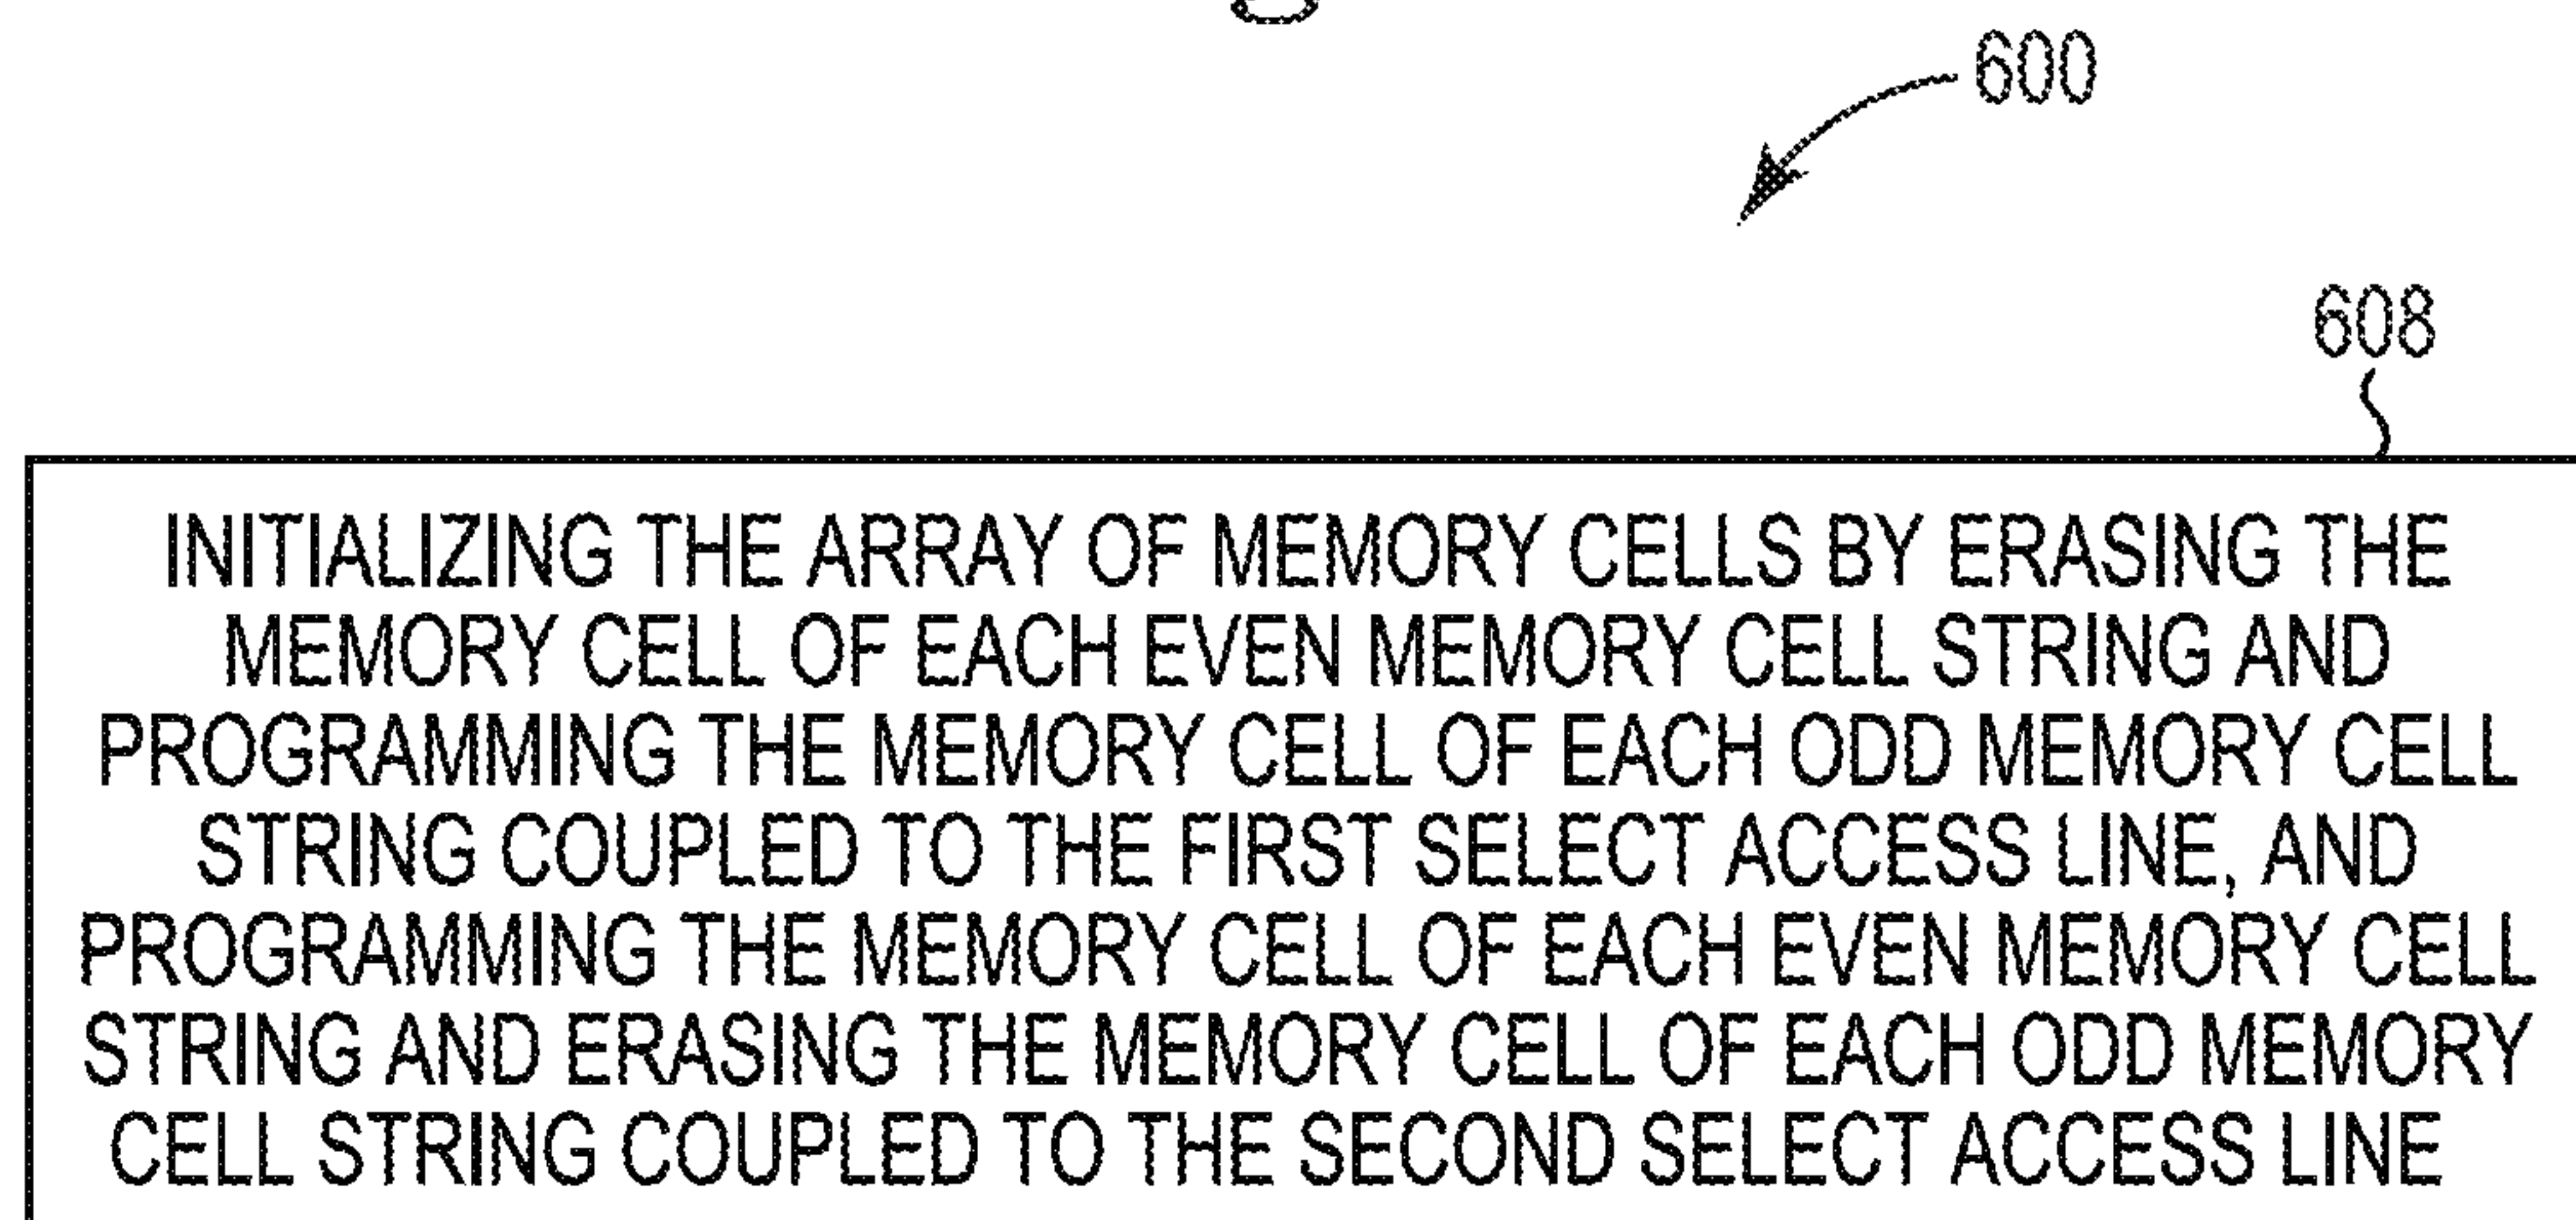 600
608
INITIALIZING THE ARRAY OF MEMORY CELLS BY ERASING THE
MEMORY CELL OF EACH EVEN MEMORY CELL STRING AND
PROGRAMMING THE MEMORY CELL OF EACH ODD MEMORY CELL
STRING COUPLED TO THE FIRST SELECT ACCESS LINE, AND
PROGRAMMING THE MEMORY CELL OF EACH EVEN MEMORY CELL
STRING AND ERASING THE MEMORY CELL OF EACH ODD MEMORY
CELL STRING COUPLED TO THE SECOND SELECT ACCESS LINE